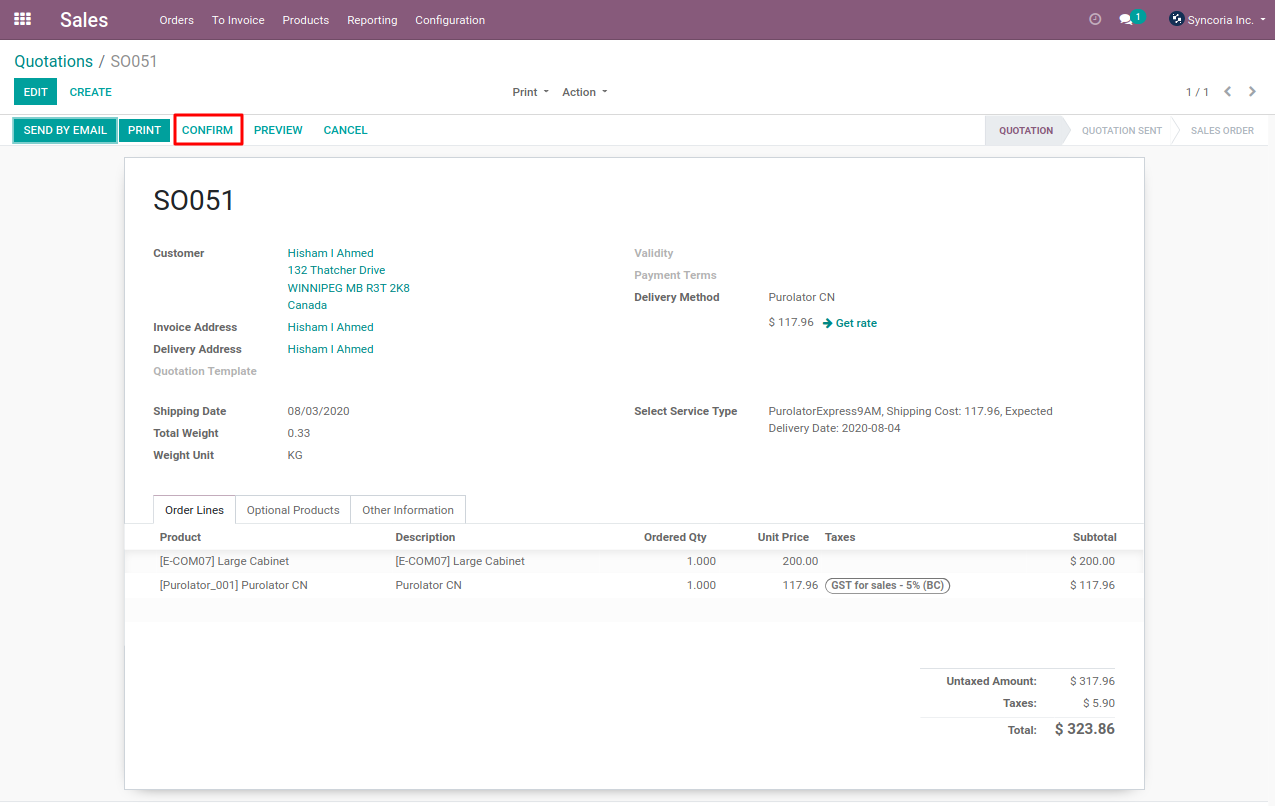 Sales Orders To Invoice Products Reporting Configuration 1 Syncoria Inc.
Quotations / SO051
EDIT CREATE Print Action 1 / 1
SEND BY EMAIL PRINT CONFIRM PREVIEW CANCEL QUOTATION QUOTATION SENT SALES ORDER
SO051
Customer Hisham I Ahmed Validity
132 Thatcher Drive Payment Terms
WINNIPEG MB R3T 2K8 Delivery Method Purolator CN
Canada
Invoice Address Hisham I Ahmed $ 117.96 Get rate
Delivery Address Hisham I Ahmed
Quotation Template
Shipping Date 08/03/2020 Select Service Type PurolatorExpress9AM, Shipping Cost: 117.96, Expected
Delivery Date: 2020-08-04
Total Weight 0.33
Weight Unit KG
Order Lines Optional Products Other Information
Product Description Ordered Qty Unit Price Taxes Subtotal
[E-COM07] Large Cabinet [E-COM07] Large Cabinet 1.000 200.00 $ 200.00
[Purolator_001] Purolator CN Purolator CN 1.000 117.96 GST for sales - 5% (BC) $ 117.96
Untaxed Amount: $ 317.96
Taxes: $ 5.90
Total: $ 323.86